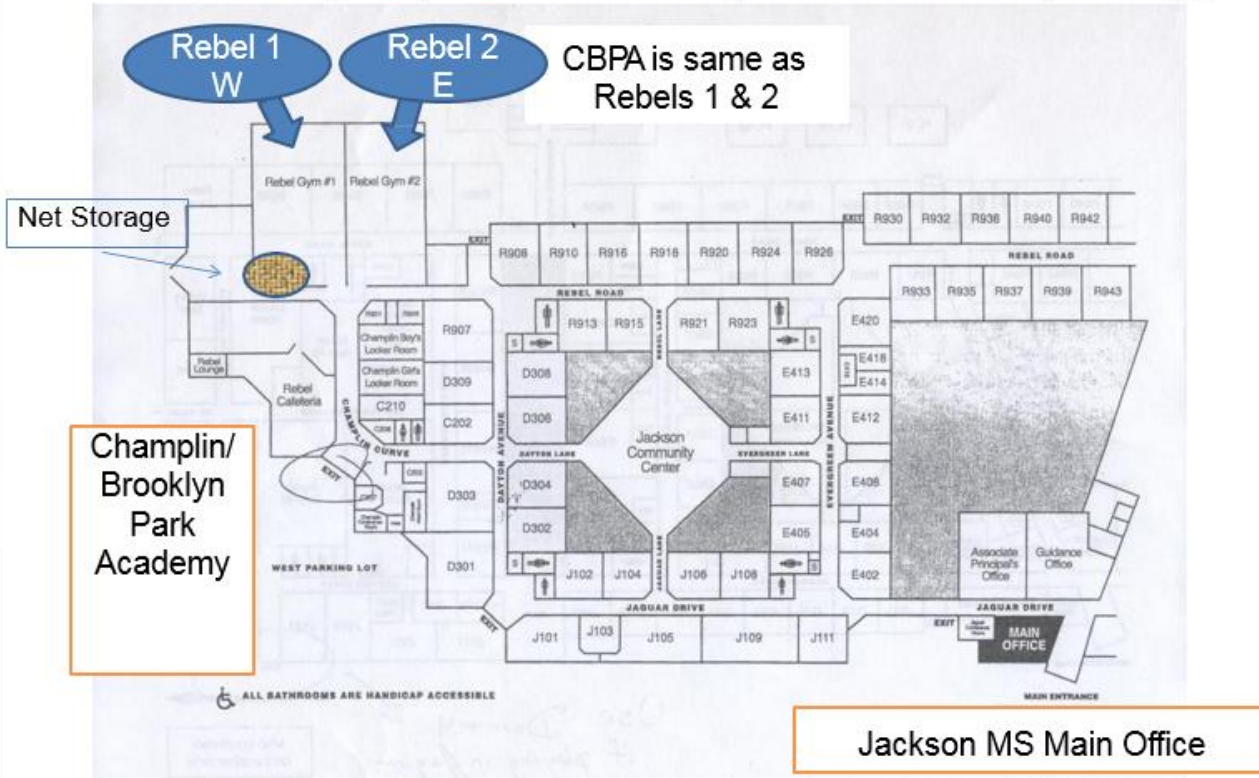 Rebel 1
W
Rebel 2
E
CBPA is same as
Rebels 1 & 2
Net Storage
Rebel Gym #1
Rebel Gym #2
EXIT
R908
R910
R916
R918
R920
R924
R926
EXIT
R930
R932
R938
R940
R942
REBEL ROAD
REBEL ROAD
R933
R935
R937
R939
R943
R907
Champlin Boy's
Locker Room
Champlin Girl's
Locker Room
C210
C202
D309
Rebel
Lounge
Rebel
Cafeteria
CHAMPLIN CURVE
EXIT
R913
R915
REBEL LANE
R921
R923
S
S
D308
D306
DAYTON AVENUE
DAYTON LANE
Jackson
Community
Center
EVERGREEN LANE
E413
E411
EVERGREEN AVENUE
E420
E418
E414
E412
D303
D304
D302
D301
E407
E405
E408
E404
E402
S
S
J102
J104
JAGUAR LANE
J106
J108
JAGUAR DRIVE
EXIT
J101
J103
J105
J109
J111
Associate
Principal's
Office
Guidance
Office
JAGUAR DRIVE
EXIT
MAIN
OFFICE
MAIN ENTRANCE
WEST PARKING LOT
Champlin/
Brooklyn
Park
Academy
ALL BATHROOMS ARE HANDICAP ACCESSIBLE
Jackson MS Main Office